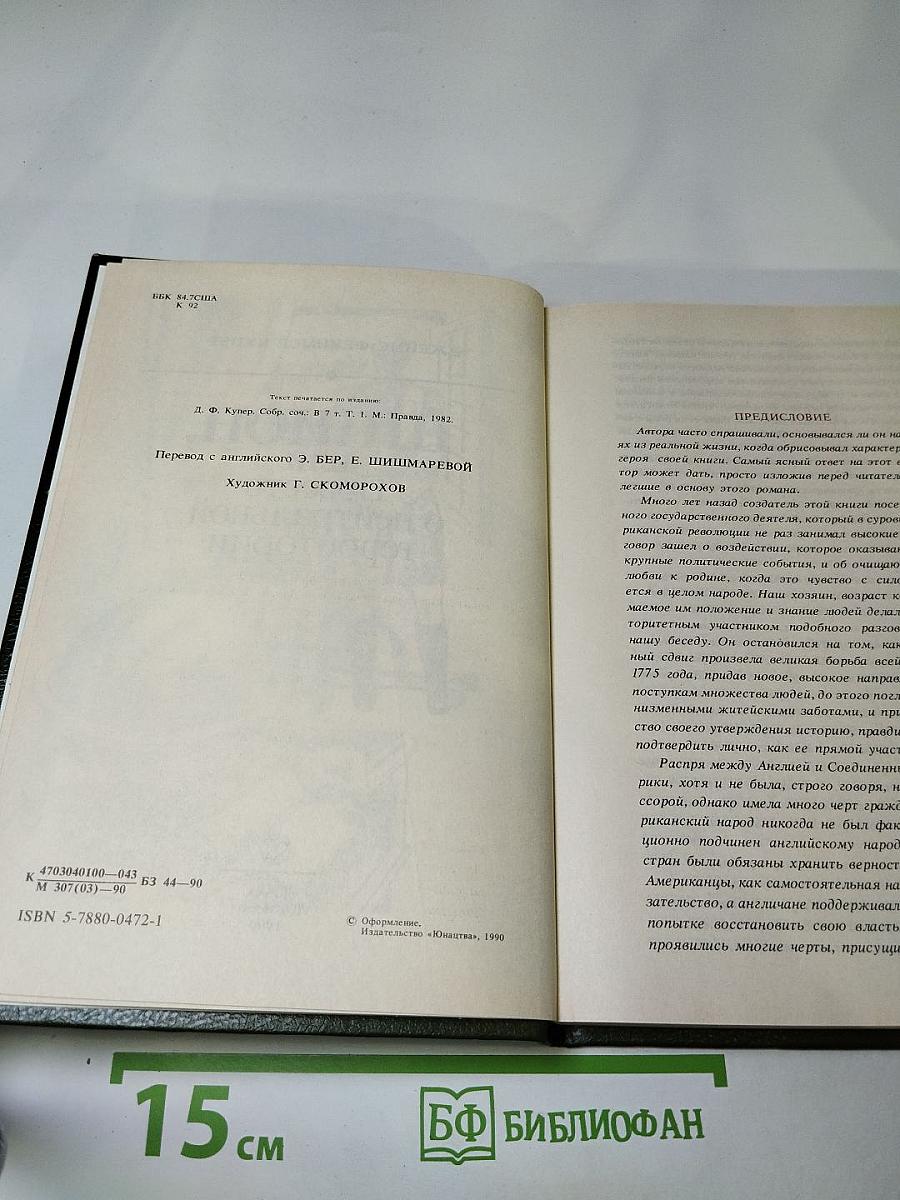 ББК 84.7США
К 92
Текст печатается по изданию:
Д. Ф. Купер. Собр. соч.: В 7 т. Т. 1. М.: Правда, 1982.
Перевод с английского Э. БЕР, Е. ШИШМАРЕВОЙ
Художник Г. СКОМОРОХОВ
К 4703040100—043 БЗ 44—90
М 307(03)—90
ISBN 5-7880-0472-1
© Оформление.
Издательство «Юнацтва», 1990
ПРЕДИСЛОВИЕ
Автора часто спрашивали, основывался ли он на
ях из реальной жизни, когда обрисовывал характер
героя своей книги. Самый ясный ответ на этот в
тор может дать, просто изложив перед читател
легшие в основу этого романа.
Много лет назад создатель этой книги посе
ного государственного деятеля, который в суров
риканской революции не раз занимал высокие
говор зашел о воздействии, которое оказыва
крупные политические события, и об очищаю
любви к родине, когда это чувство с сило
ется в целом народе. Наш хозяин, возраст к
маемое им положение и знание людей делал
торитетным участником подобного разгов
нашу беседу. Он остановился на том, как
ный сдвиг произвела великая борьба всей
1775 года, придав новое, высокое направ
поступкам множества людей, до этого погл
низменными житейскими заботами, и при
ство своего утверждения историю, правди
подтвердить лично, как ее прямой участ
Распря между Англией и Соединенны
рики, хотя и не была, строго говоря, н
ссорой, однако имела много черт гражд
риканский народ никогда не был фак
ционно подчинен английскому народ
стран были обязаны хранить верност
Американцы, как самостоятельная на
зательство, а англичане поддерживал
попытке восстановить свою власть
проявились многие черты, присущи
15 см
БФ БИБЛИОФАН